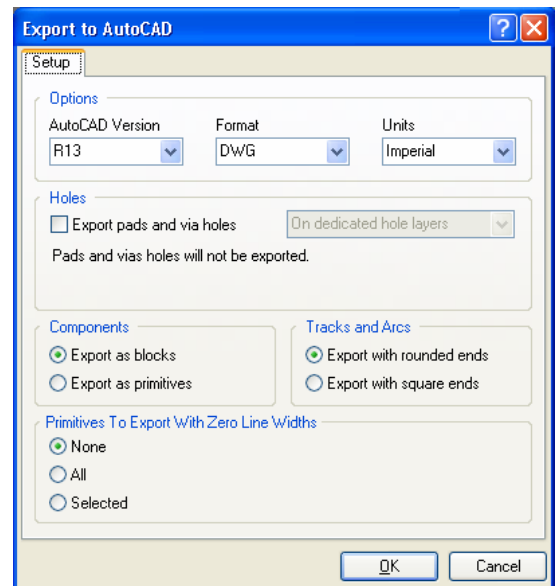 Export to AutoCAD
Setup
Options
AutoCAD Version Format Units
R13 DWG Imperial
Holes
Export pads and via holes On dedicated hole layers
Pads and vias holes will not be exported.
Components Tracks and Arcs
Export as blocks Export with rounded ends
Export as primitives Export with square ends
Primitives To Export With Zero Line Widths
None
All
Selected
OK Cancel